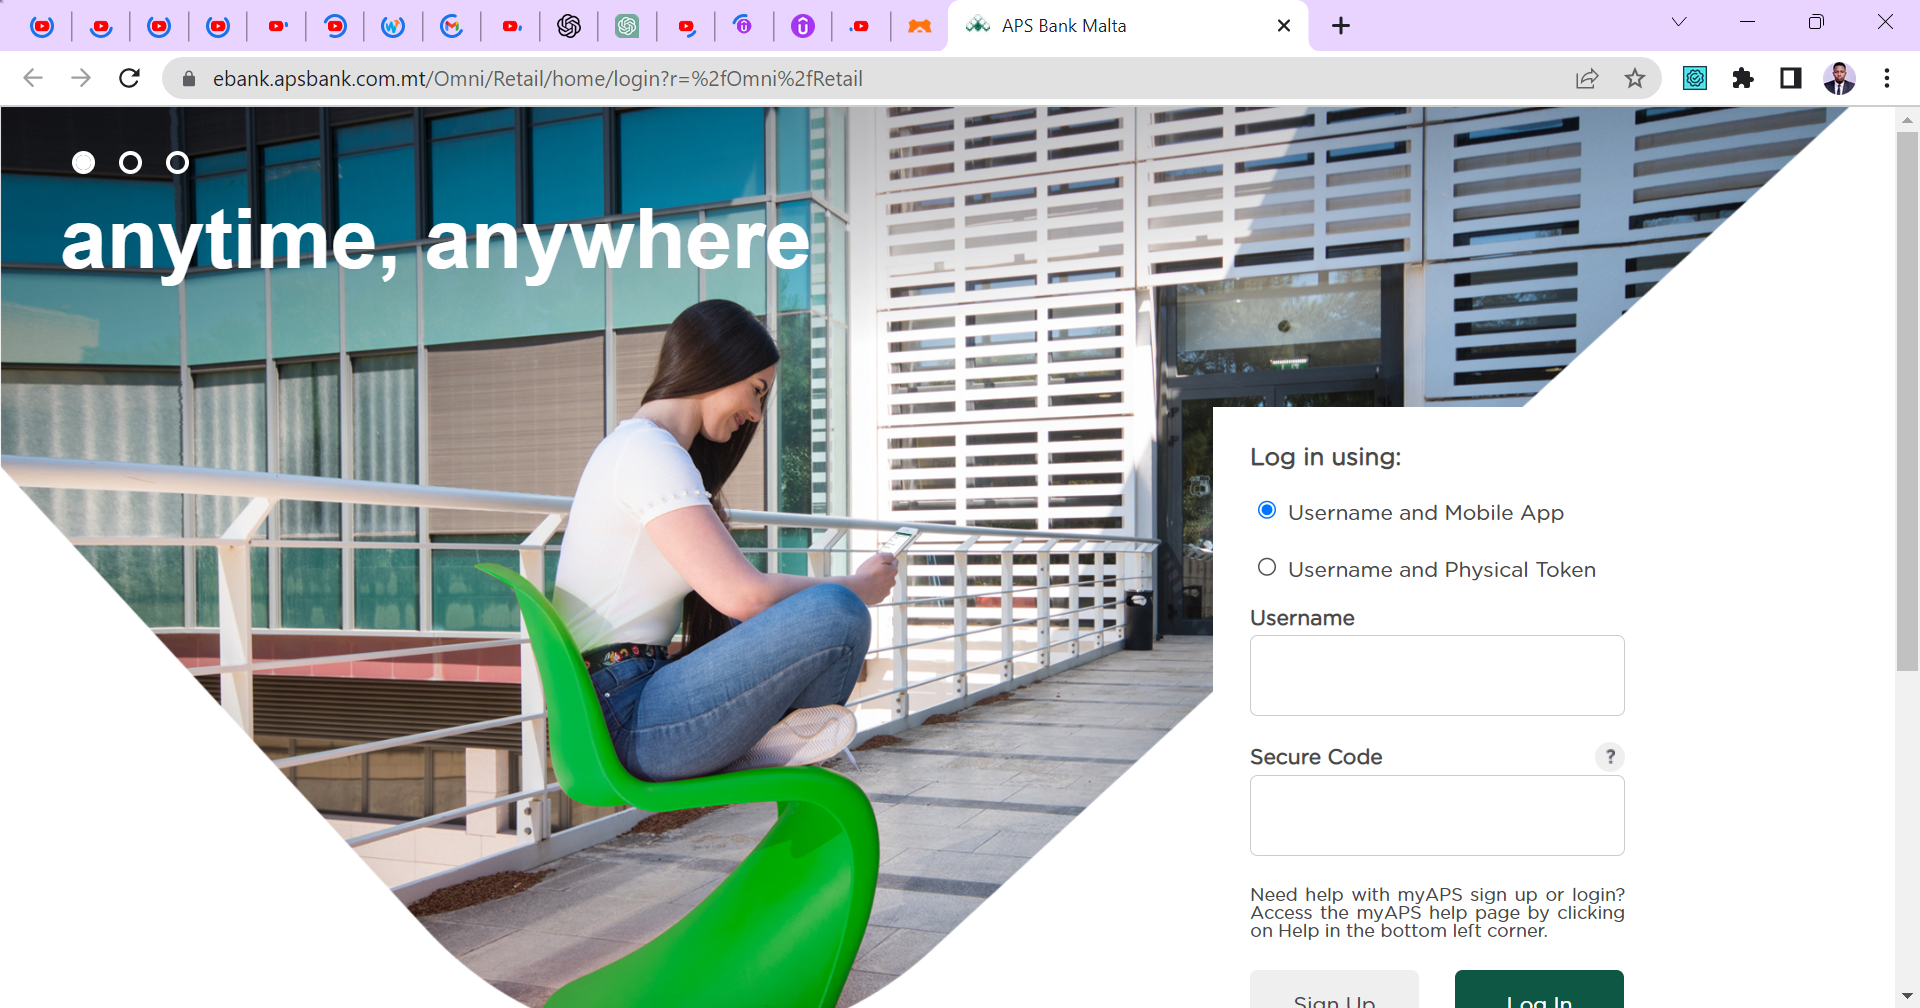 APS Bank Malta
ebank.apsbank.com.mt/Omni/Retail/home/login?r=%2fOmni%2fRetail
anytime, anywhere
Log in using:
Username and Mobile App
Username and Physical Token
Username
Secure Code
?
Need help with myAPS sign up or login?
Access the myAPS help page by clicking
on Help in the bottom left corner.
Sign Up
Log In